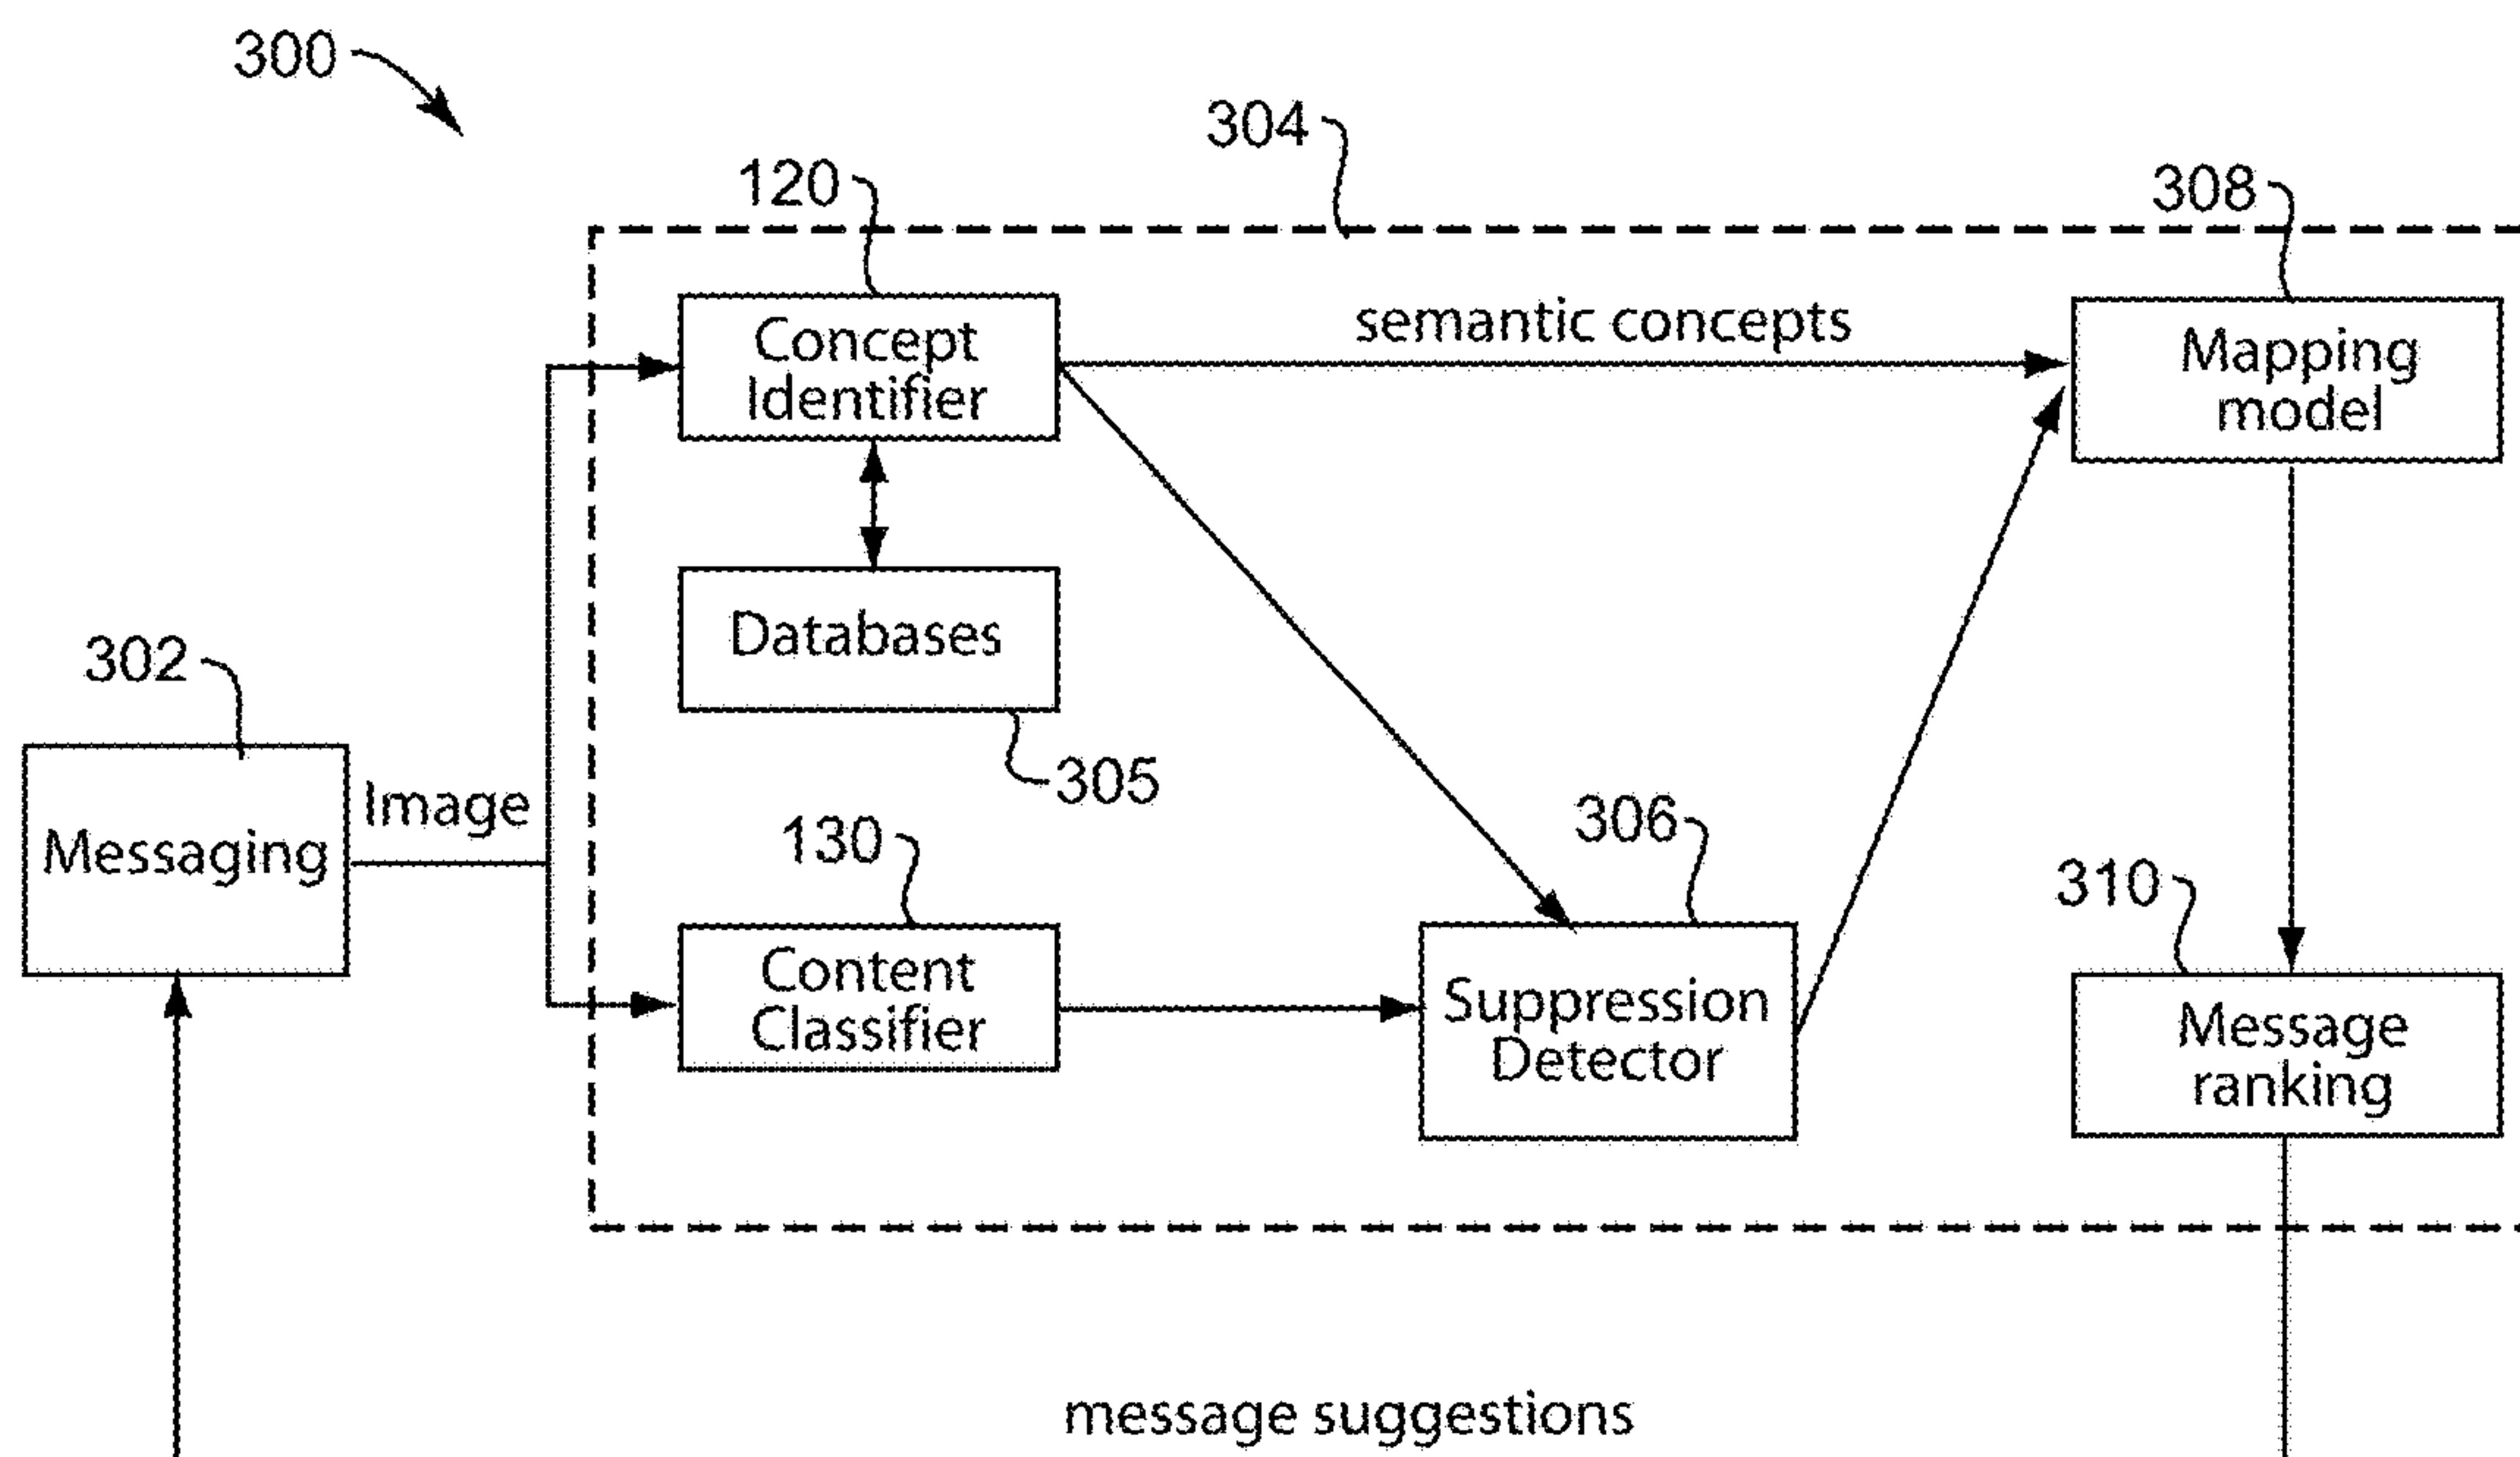 300
304
120
308
semantic concepts
Concept
Identifier
Mapping
model
Databases
302
305
Image
Messaging
130
306
310
Content
Classifier
Suppression
Detector
Message
ranking
message suggestions